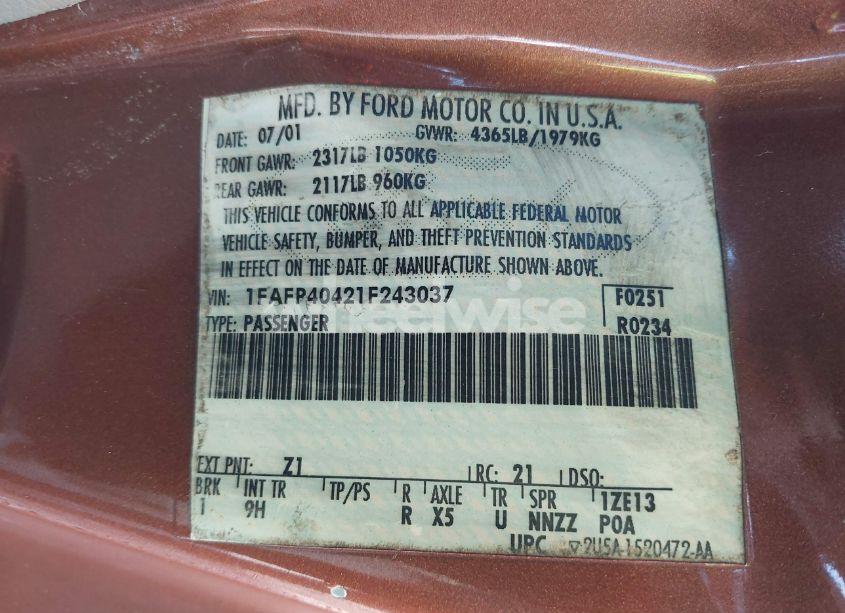 MFD. BY FORD MOTOR CO. IN U.S.A.
DATE: 07/01 GVWR: 4365LB/1979KG
FRONT GAWR: 2317LB 1050KG
REAR GAWR: 2117LB 960KG
THIS VEHICLE CONFORMS TO ALL APPLICABLE FEDERAL MOTOR
VEHICLE SAFETY, BUMPER, AND THEFT PREVENTION STANDARDS
IN EFFECT ON THE DATE OF MANUFACTURE SHOWN ABOVE.
VIN: 1FAFP40421F243037 F0251
TYPE: PASSENGER R0234
EXT PNT: Z1 RC: 21 DSO:
BRK INT TR TP/PS R AXLE TR SPR 1ZE13
1 9H R X5 U NNZZ POA
UPC ▽2U5A-1520472-AA